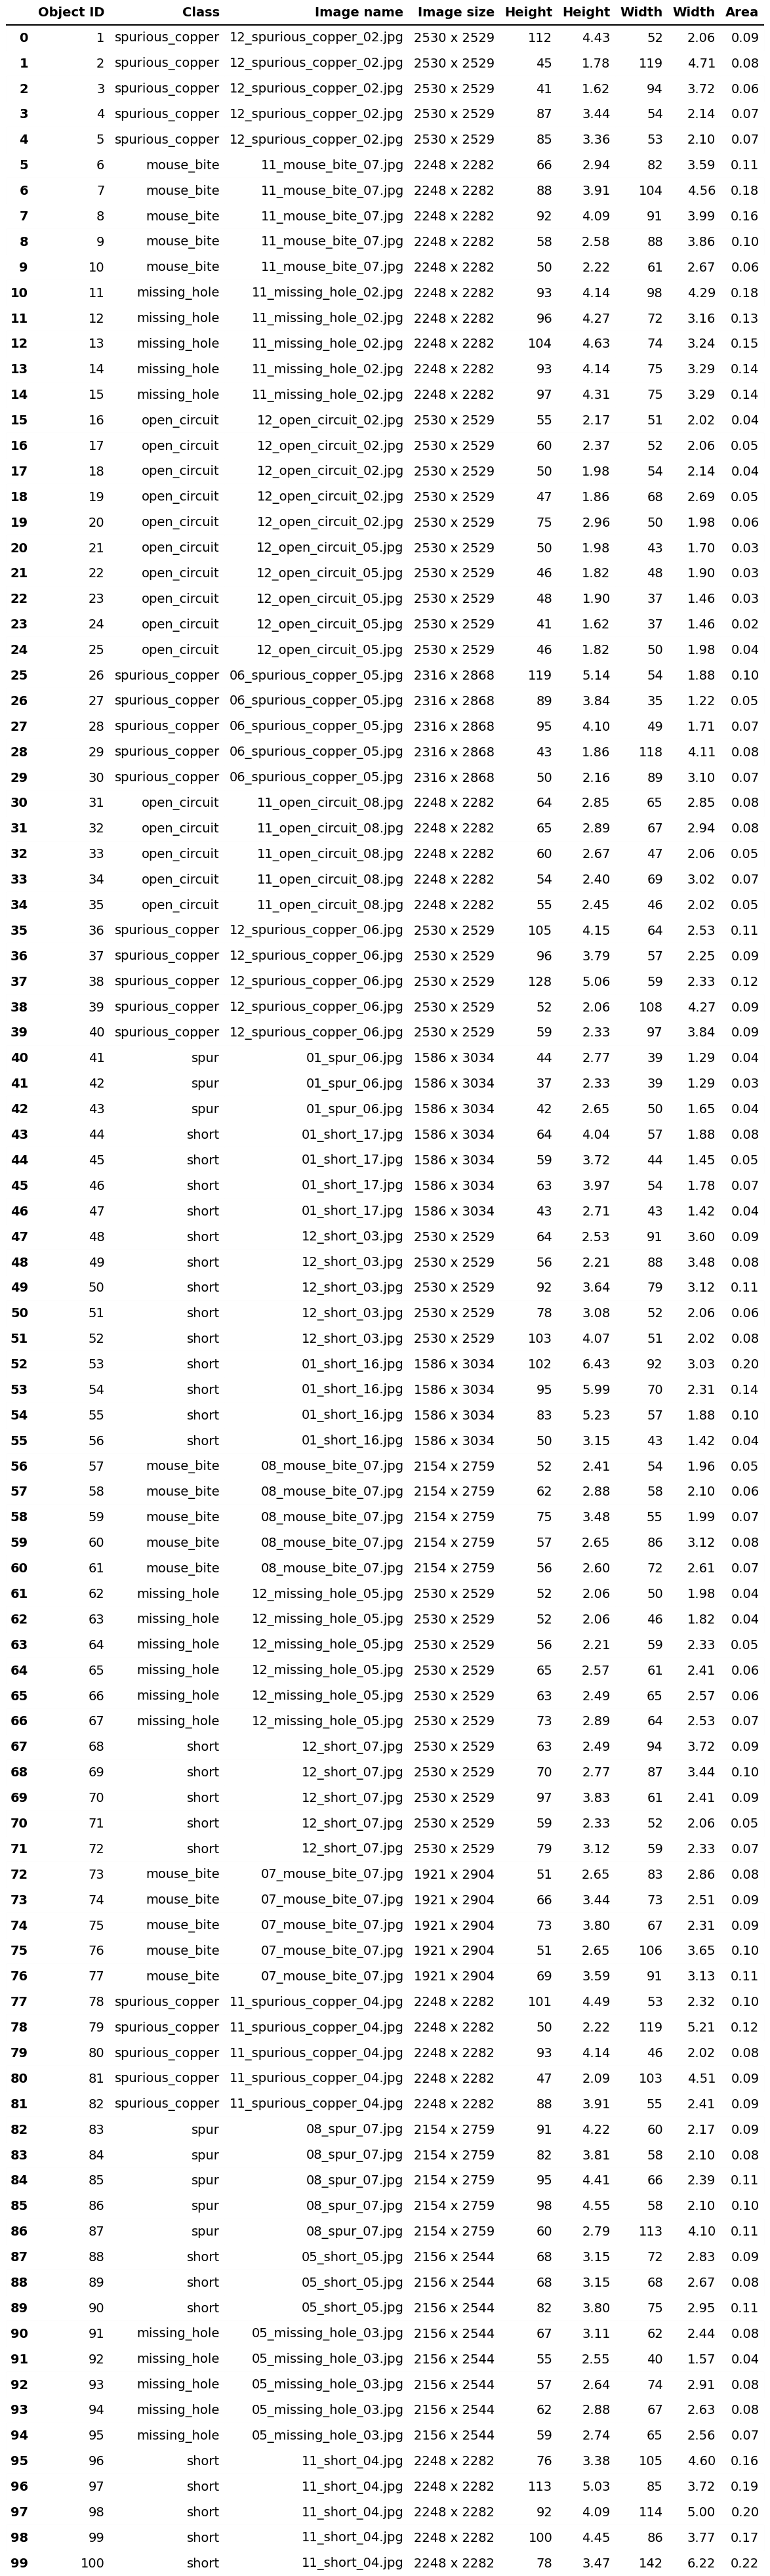 Object ID Class Image name Image size Height Height Width Width Area
0 1 spurious_copper 12_spurious_copper_02.jpg 2530 x 2529 112 4.43 52 2.06 0.09
1 2 spurious_copper 12_spurious_copper_02.jpg 2530 x 2529 45 1.78 119 4.71 0.08
2 3 spurious_copper 12_spurious_copper_02.jpg 2530 x 2529 41 1.62 94 3.72 0.06
3 4 spurious_copper 12_spurious_copper_02.jpg 2530 x 2529 87 3.44 54 2.14 0.07
4 5 spurious_copper 12_spurious_copper_02.jpg 2530 x 2529 85 3.36 53 2.10 0.07
5 6 mouse_bite 11_mouse_bite_07.jpg 2248 x 2282 66 2.94 82 3.59 0.11
6 7 mouse_bite 11_mouse_bite_07.jpg 2248 x 2282 88 3.91 104 4.56 0.18
7 8 mouse_bite 11_mouse_bite_07.jpg 2248 x 2282 92 4.09 91 3.99 0.16
8 9 mouse_bite 11_mouse_bite_07.jpg 2248 x 2282 58 2.58 88 3.86 0.10
9 10 mouse_bite 11_mouse_bite_07.jpg 2248 x 2282 50 2.22 61 2.67 0.06
10 11 missing_hole 11_missing_hole_02.jpg 2248 x 2282 93 4.14 98 4.29 0.18
11 12 missing_hole 11_missing_hole_02.jpg 2248 x 2282 96 4.27 72 3.16 0.13
12 13 missing_hole 11_missing_hole_02.jpg 2248 x 2282 104 4.63 74 3.24 0.15
13 14 missing_hole 11_missing_hole_02.jpg 2248 x 2282 93 4.14 75 3.29 0.14
14 15 missing_hole 11_missing_hole_02.jpg 2248 x 2282 97 4.31 75 3.29 0.14
15 16 open_circuit 12_open_circuit_02.jpg 2530 x 2529 55 2.17 51 2.02 0.04
16 17 open_circuit 12_open_circuit_02.jpg 2530 x 2529 60 2.37 52 2.06 0.05
17 18 open_circuit 12_open_circuit_02.jpg 2530 x 2529 50 1.98 54 2.14 0.04
18 19 open_circuit 12_open_circuit_02.jpg 2530 x 2529 47 1.86 68 2.69 0.05
19 20 open_circuit 12_open_circuit_02.jpg 2530 x 2529 75 2.96 50 1.98 0.06
20 21 open_circuit 12_open_circuit_05.jpg 2530 x 2529 50 1.98 43 1.70 0.03
21 22 open_circuit 12_open_circuit_05.jpg 2530 x 2529 46 1.82 48 1.90 0.03
22 23 open_circuit 12_open_circuit_05.jpg 2530 x 2529 48 1.90 37 1.46 0.03
23 24 open_circuit 12_open_circuit_05.jpg 2530 x 2529 41 1.62 37 1.46 0.02
24 25 open_circuit 12_open_circuit_05.jpg 2530 x 2529 46 1.82 50 1.98 0.04
25 26 spurious_copper 06_spurious_copper_05.jpg 2316 x 2868 119 5.14 54 1.88 0.10
26 27 spurious_copper 06_spurious_copper_05.jpg 2316 x 2868 89 3.84 35 1.22 0.05
27 28 spurious_copper 06_spurious_copper_05.jpg 2316 x 2868 95 4.10 49 1.71 0.07
28 29 spurious_copper 06_spurious_copper_05.jpg 2316 x 2868 43 1.86 118 4.11 0.08
29 30 spurious_copper 06_spurious_copper_05.jpg 2316 x 2868 50 2.16 89 3.10 0.07
30 31 open_circuit 11_open_circuit_08.jpg 2248 x 2282 64 2.85 65 2.85 0.08
31 32 open_circuit 11_open_circuit_08.jpg 2248 x 2282 65 2.89 67 2.94 0.08
32 33 open_circuit 11_open_circuit_08.jpg 2248 x 2282 60 2.67 47 2.06 0.05
33 34 open_circuit 11_open_circuit_08.jpg 2248 x 2282 54 2.40 69 3.02 0.07
34 35 open_circuit 11_open_circuit_08.jpg 2248 x 2282 55 2.45 46 2.02 0.05
35 36 spurious_copper 12_spurious_copper_06.jpg 2530 x 2529 105 4.15 64 2.53 0.11
36 37 spurious_copper 12_spurious_copper_06.jpg 2530 x 2529 96 3.79 57 2.25 0.09
37 38 spurious_copper 12_spurious_copper_06.jpg 2530 x 2529 128 5.06 59 2.33 0.12
38 39 spurious_copper 12_spurious_copper_06.jpg 2530 x 2529 52 2.06 108 4.27 0.09
39 40 spurious_copper 12_spurious_copper_06.jpg 2530 x 2529 59 2.33 97 3.84 0.09
40 41 spur 01_spur_06.jpg 1586 x 3034 44 2.77 39 1.29 0.04
41 42 spur 01_spur_06.jpg 1586 x 3034 37 2.33 39 1.29 0.03
42 43 spur 01_spur_06.jpg 1586 x 3034 42 2.65 50 1.65 0.04
43 44 short 01_short_17.jpg 1586 x 3034 64 4.04 57 1.88 0.08
44 45 short 01_short_17.jpg 1586 x 3034 59 3.72 44 1.45 0.05
45 46 short 01_short_17.jpg 1586 x 3034 63 3.97 54 1.78 0.07
46 47 short 01_short_17.jpg 1586 x 3034 43 2.71 43 1.42 0.04
47 48 short 12_short_03.jpg 2530 x 2529 64 2.53 91 3.60 0.09
48 49 short 12_short_03.jpg 2530 x 2529 56 2.21 88 3.48 0.08
49 50 short 12_short_03.jpg 2530 x 2529 92 3.64 79 3.12 0.11
50 51 short 12_short_03.jpg 2530 x 2529 78 3.08 52 2.06 0.06
51 52 short 12_short_03.jpg 2530 x 2529 103 4.07 51 2.02 0.08
52 53 short 01_short_16.jpg 1586 x 3034 102 6.43 92 3.03 0.20
53 54 short 01_short_16.jpg 1586 x 3034 95 5.99 70 2.31 0.14
54 55 short 01_short_16.jpg 1586 x 3034 83 5.23 57 1.88 0.10
55 56 short 01_short_16.jpg 1586 x 3034 50 3.15 43 1.42 0.04
56 57 mouse_bite 08_mouse_bite_07.jpg 2154 x 2759 52 2.41 54 1.96 0.05
57 58 mouse_bite 08_mouse_bite_07.jpg 2154 x 2759 62 2.88 58 2.10 0.06
58 59 mouse_bite 08_mouse_bite_07.jpg 2154 x 2759 75 3.48 55 1.99 0.07
59 60 mouse_bite 08_mouse_bite_07.jpg 2154 x 2759 57 2.65 86 3.12 0.08
60 61 mouse_bite 08_mouse_bite_07.jpg 2154 x 2759 56 2.60 72 2.61 0.07
61 62 missing_hole 12_missing_hole_05.jpg 2530 x 2529 52 2.06 50 1.98 0.04
62 63 missing_hole 12_missing_hole_05.jpg 2530 x 2529 52 2.06 46 1.82 0.04
63 64 missing_hole 12_missing_hole_05.jpg 2530 x 2529 56 2.21 59 2.33 0.05
64 65 missing_hole 12_missing_hole_05.jpg 2530 x 2529 65 2.57 61 2.41 0.06
65 66 missing_hole 12_missing_hole_05.jpg 2530 x 2529 63 2.49 65 2.57 0.06
66 67 missing_hole 12_missing_hole_05.jpg 2530 x 2529 73 2.89 64 2.53 0.07
67 68 short 12_short_07.jpg 2530 x 2529 63 2.49 94 3.72 0.09
68 69 short 12_short_07.jpg 2530 x 2529 70 2.77 87 3.44 0.10
69 70 short 12_short_07.jpg 2530 x 2529 97 3.83 61 2.41 0.09
70 71 short 12_short_07.jpg 2530 x 2529 59 2.33 52 2.06 0.05
71 72 short 12_short_07.jpg 2530 x 2529 79 3.12 59 2.33 0.07
72 73 mouse_bite 07_mouse_bite_07.jpg 1921 x 2904 51 2.65 83 2.86 0.08
73 74 mouse_bite 07_mouse_bite_07.jpg 1921 x 2904 66 3.44 73 2.51 0.09
74 75 mouse_bite 07_mouse_bite_07.jpg 1921 x 2904 73 3.80 67 2.31 0.09
75 76 mouse_bite 07_mouse_bite_07.jpg 1921 x 2904 51 2.65 106 3.65 0.10
76 77 mouse_bite 07_mouse_bite_07.jpg 1921 x 2904 69 3.59 91 3.13 0.11
77 78 spurious_copper 11_spurious_copper_04.jpg 2248 x 2282 101 4.49 53 2.32 0.10
78 79 spurious_copper 11_spurious_copper_04.jpg 2248 x 2282 50 2.22 119 5.21 0.12
79 80 spurious_copper 11_spurious_copper_04.jpg 2248 x 2282 93 4.14 46 2.02 0.08
80 81 spurious_copper 11_spurious_copper_04.jpg 2248 x 2282 47 2.09 103 4.51 0.09
81 82 spurious_copper 11_spurious_copper_04.jpg 2248 x 2282 88 3.91 55 2.41 0.09
82 83 spur 08_spur_07.jpg 2154 x 2759 91 4.22 60 2.17 0.09
83 84 spur 08_spur_07.jpg 2154 x 2759 82 3.81 58 2.10 0.08
84 85 spur 08_spur_07.jpg 2154 x 2759 95 4.41 66 2.39 0.11
85 86 spur 08_spur_07.jpg 2154 x 2759 98 4.55 58 2.10 0.10
86 87 spur 08_spur_07.jpg 2154 x 2759 60 2.79 113 4.10 0.11
87 88 short 05_short_05.jpg 2156 x 2544 68 3.15 72 2.83 0.09
88 89 short 05_short_05.jpg 2156 x 2544 68 3.15 68 2.67 0.08
89 90 short 05_short_05.jpg 2156 x 2544 82 3.80 75 2.95 0.11
90 91 missing_hole 05_missing_hole_03.jpg 2156 x 2544 67 3.11 62 2.44 0.08
91 92 missing_hole 05_missing_hole_03.jpg 2156 x 2544 55 2.55 40 1.57 0.04
92 93 missing_hole 05_missing_hole_03.jpg 2156 x 2544 57 2.64 74 2.91 0.08
93 94 missing_hole 05_missing_hole_03.jpg 2156 x 2544 62 2.88 67 2.63 0.08
94 95 missing_hole 05_missing_hole_03.jpg 2156 x 2544 59 2.74 65 2.56 0.07
95 96 short 11_short_04.jpg 2248 x 2282 76 3.38 105 4.60 0.16
96 97 short 11_short_04.jpg 2248 x 2282 113 5.03 85 3.72 0.19
97 98 short 11_short_04.jpg 2248 x 2282 92 4.09 114 5.00 0.20
98 99 short 11_short_04.jpg 2248 x 2282 100 4.45 86 3.77 0.17
99 100 short 11_short_04.jpg 2248 x 2282 78 3.47 142 6.22 0.22